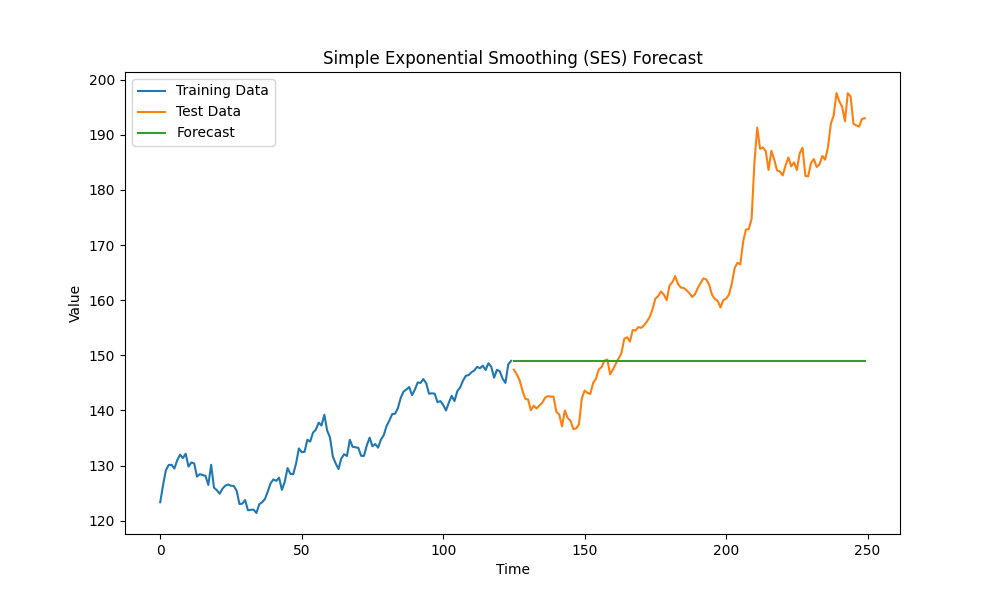 Simple Exponential Smoothing (SES) Forecast
Training Data
Test Data
Forecast
200
190
180
170
160
150
140
130
120
Value
0 50 100 150 200 250
Time